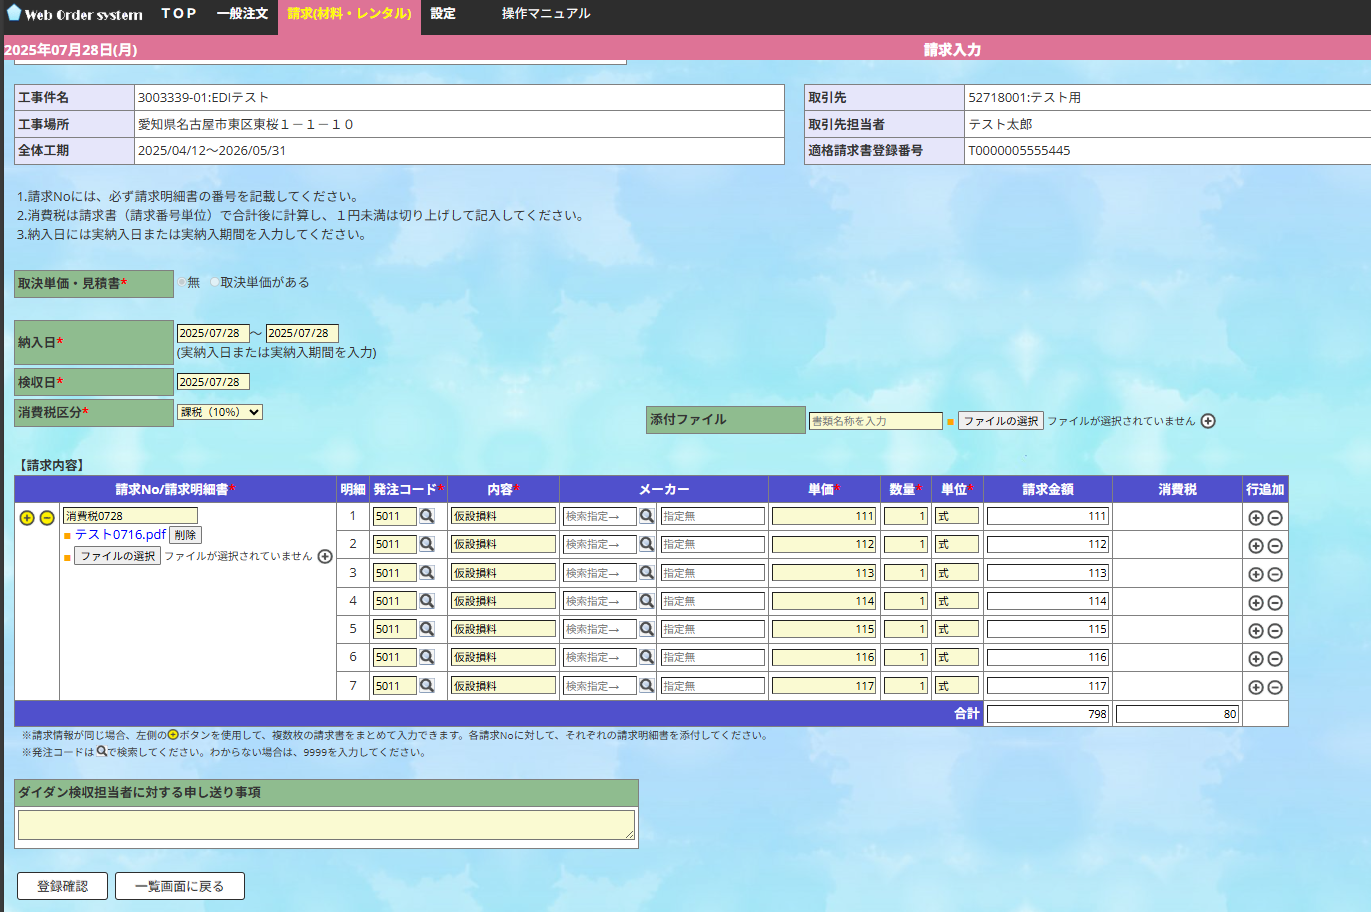 Web Order system TOP 一般注文 請求(材料・レンタル) 設定 操作マニュアル
2025年07月28日(月) 請求入力
工事件名 3003339-01:EDIテスト 取引先 52718001:テスト用
工事場所 愛知県名古屋市東区東桜１－１－１０ 取引先担当者 テスト太郎
全体工期 2025/04/12～2026/05/31 適格請求書登録番号 T0000005555445
1.請求Noには、必ず請求明細書の番号を記載してください。
2.消費税は請求書（請求番号単位）で合計後に計算し、１円未満は切り上げして記入してください。
3.納入日には実納入日または実納入期間を入力してください。
取決単価・見積書* 無 取決単価がある
納入日* 2025/07/28 ～ 2025/07/28
(実納入日または実納入期間を入力)
検収日* 2025/07/28
消費税区分* 課税（10%）
添付ファイル 書類名称を入力 ファイルの選択 ファイルが選択されていません
【請求内容】
請求No/請求明細書* 明細 発注コード* 内容* メーカー 単価* 数量* 単位* 請求金額 消費税 行追加
消費税0728
テスト0716.pdf 削除
ファイルの選択 ファイルが選択されていません
1 5011 仮設損料 検索指定→ 指定無 111 1 式 111
2 5011 仮設損料 検索指定→ 指定無 112 1 式 112
3 5011 仮設損料 検索指定→ 指定無 113 1 式 113
4 5011 仮設損料 検索指定→ 指定無 114 1 式 114
5 5011 仮設損料 検索指定→ 指定無 115 1 式 115
6 5011 仮設損料 検索指定→ 指定無 116 1 式 116
7 5011 仮設損料 検索指定→ 指定無 117 1 式 117
合計 798 80
※請求情報が同じ場合、左側のボタンを使用して、複数枚の請求書をまとめて入力できます。各請求Noに対して、それぞれの請求明細書を添付してください。
※発注コードはで検索してください。わからない場合は、9999を入力してください。
ダイダン検収担当者に対する申し送り事項
登録確認 一覧画面に戻る